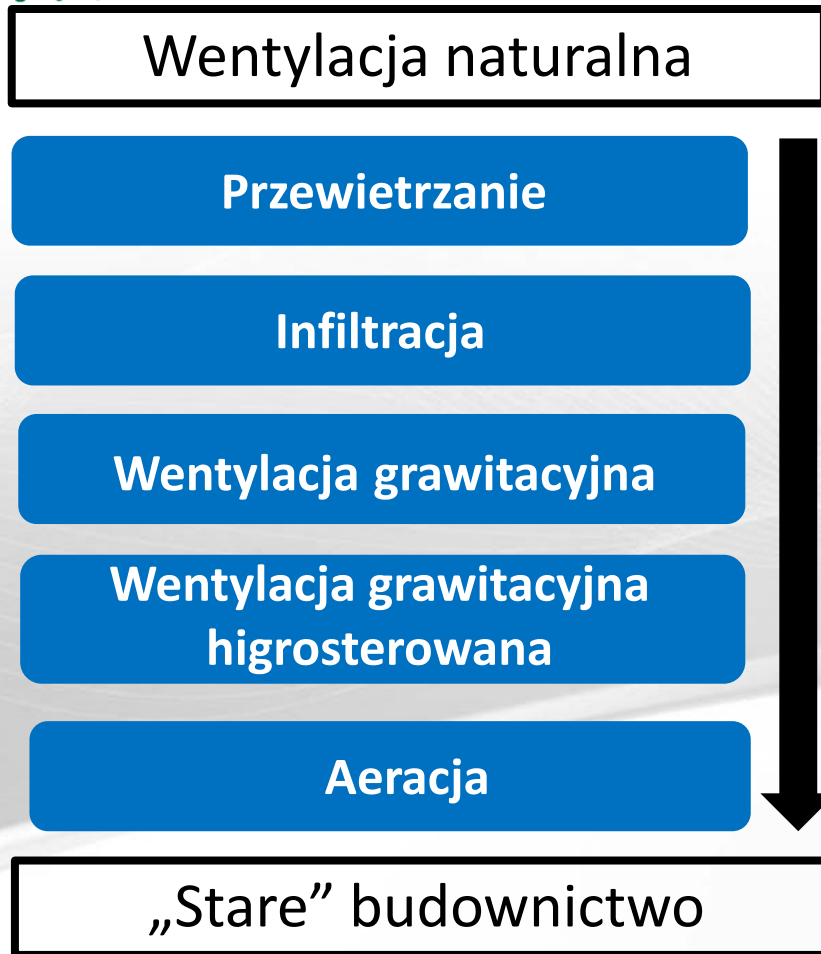 Wentylacja naturalna
Przewietrzanie
Infiltracja
Wentylacja grawitacyjna
Wentylacja grawitacyjna
higrosterowana
Aeracja
„Stare” budownictwo